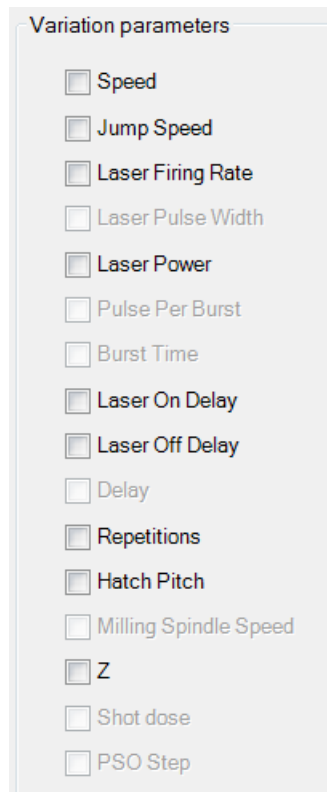 Variation parameters
Speed
Jump Speed
Laser Firing Rate
Laser Pulse Width
Laser Power
Pulse Per Burst
Burst Time
Laser On Delay
Laser Off Delay
Delay
Repetitions
Hatch Pitch
Milling Spindle Speed
Z
Shot dose
PSO Step